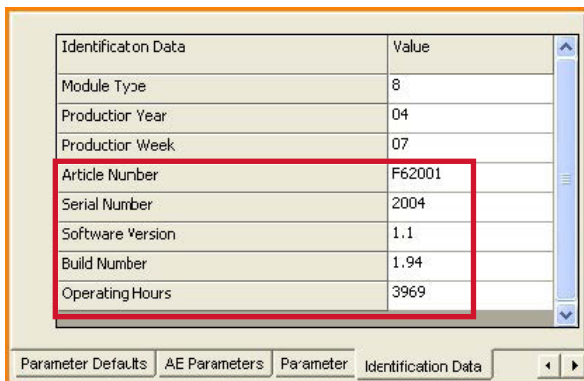 Identification Data Value
Module Type 8
Production Year 04
Production Week 07
Article Number F62001
Serial Number 2004
Software Version 1.1
Build Number 1.94
Operating Hours 3969
Parameter Defaults AE Parameters Parameter Identification Data